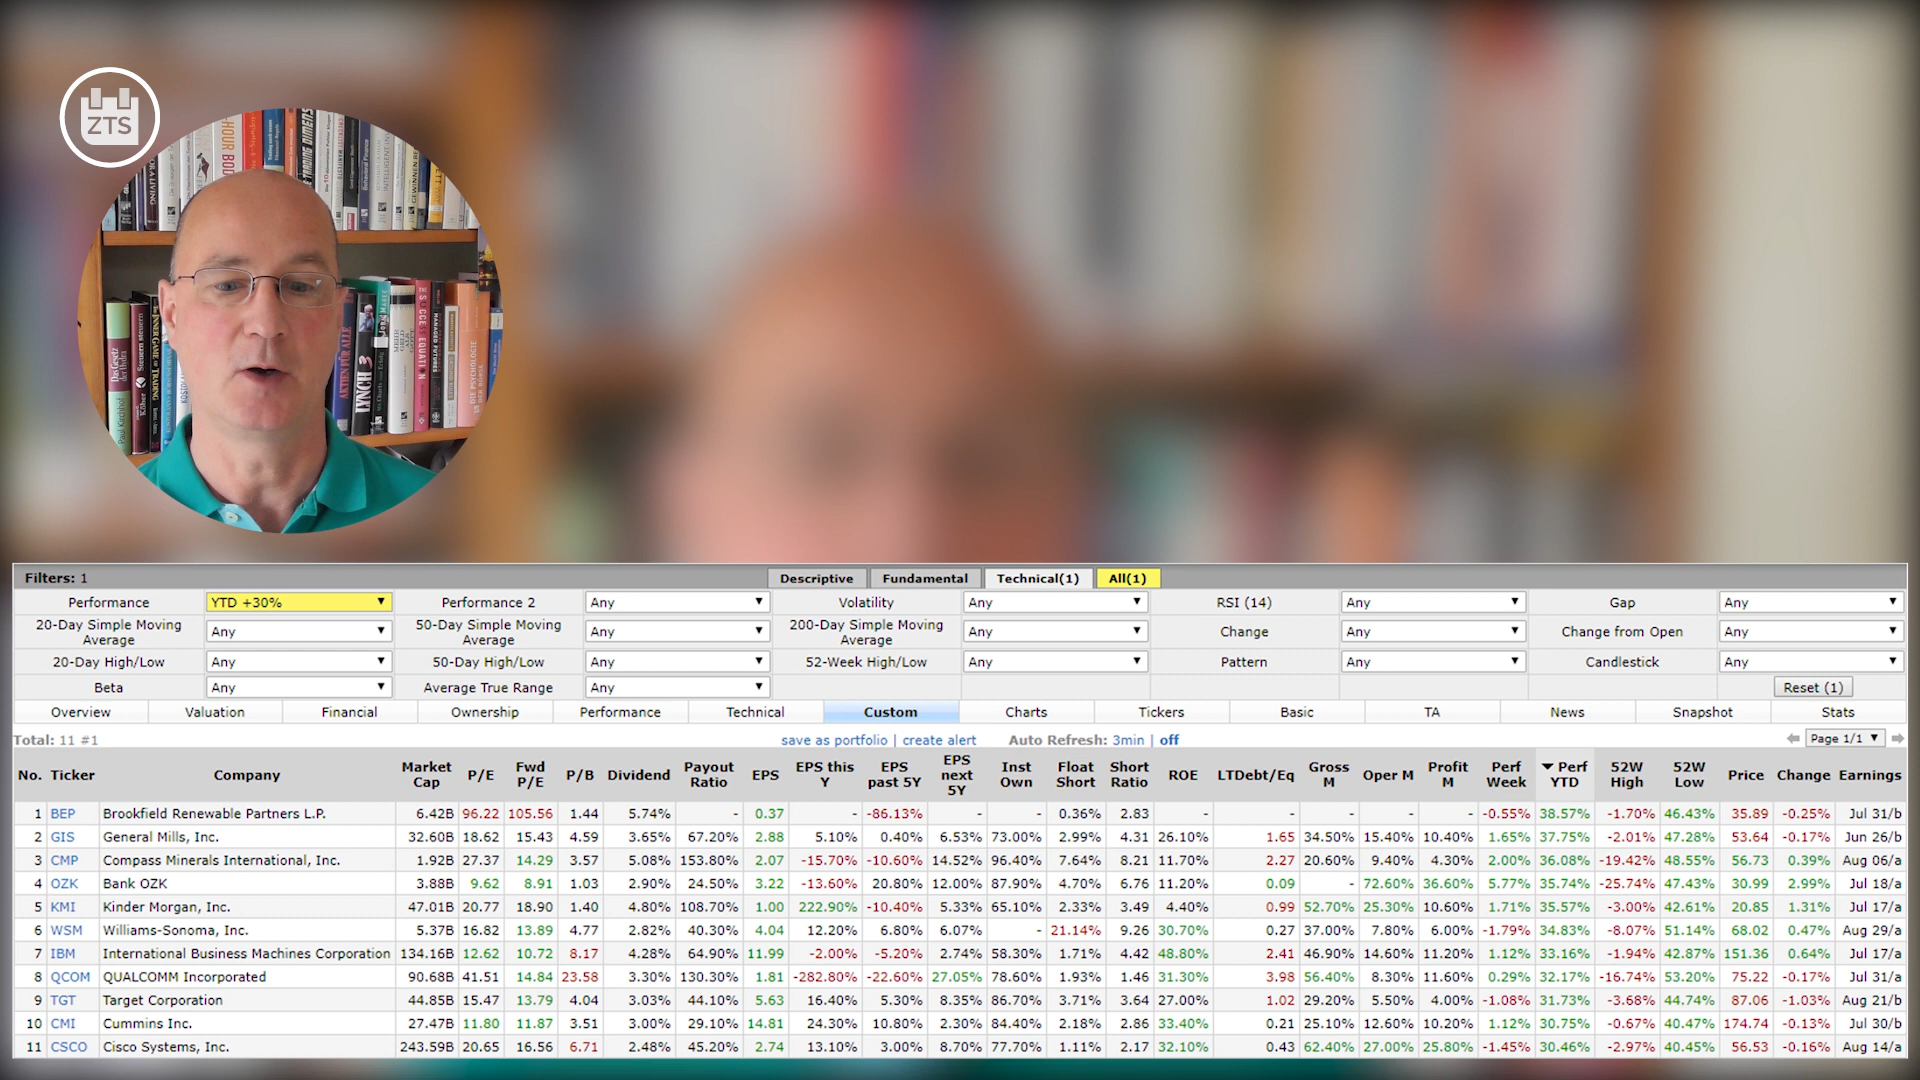 ZTS
HOUR BOD
THE TRADING DIMENS
THE INNER GAME OF TRADING
Das Gesetz der Hydra
Paul Kirchhof
Steuern steuern
Köhler
AKTIEN FÜR ALLE
LYNCH
THE SUCCESS EQUATION
MANAGED FUTURES
DIE PSYCHOLOGIE DER BÖRSE
Filters: 1 Descriptive Fundamental Technical(1) All(1)
Performance YTD +30% Performance 2 Any Volatility Any RSI (14) Any Gap Any
20-Day Simple Moving Average Any 50-Day Simple Moving Average Any 200-Day Simple Moving Average Any Change Any Change from Open Any
20-Day High/Low Any 50-Day High/Low Any 52-Week High/Low Any Pattern Any Candlestick Any
Beta Any Average True Range Any Reset (1)
Overview Valuation Financial Ownership Performance Technical Custom Charts Tickers Basic TA News Snapshot Stats
Total: 11 #1 save as portfolio | create alert Auto Refresh: 3min | off Page 1/1
No. Ticker Company Market Cap P/E Fwd P/E P/B Dividend Payout Ratio EPS EPS this Y EPS past 5Y EPS next 5Y Inst Own Float Short Short Ratio ROE LTDebt/Eq Gross M Oper M Profit M Perf Week Perf YTD 52W High 52W Low Price Change Earnings
1 BEP Brookfield Renewable Partners L.P. 6.42B 96.22 105.56 1.44 5.74% - 0.37 - -86.13% - - 0.36% 2.83 - - - - - -0.55% 38.57% -1.70% 46.43% 35.89 -0.25% Jul 31/b
2 GIS General Mills, Inc. 32.60B 18.62 15.43 4.59 3.65% 67.20% 2.88 5.10% 0.40% 6.53% 73.00% 2.99% 4.31 26.10% 1.65 34.50% 15.40% 10.40% 1.65% 37.75% -2.01% 47.28% 53.64 -0.17% Jun 26/b
3 CMP Compass Minerals International, Inc. 1.92B 27.37 14.29 3.57 5.08% 153.80% 2.07 -15.70% -10.60% 14.52% 96.40% 7.64% 8.21 11.70% 2.27 20.60% 9.40% 4.30% 2.00% 36.08% -19.42% 48.55% 56.73 0.39% Aug 06/a
4 OZK Bank OZK 3.88B 9.62 8.91 1.03 2.90% 24.50% 3.22 -13.60% 20.80% 12.00% 87.90% 4.70% 6.76 11.20% 0.09 - 72.60% 36.60% 5.77% 35.74% -25.74% 47.43% 30.99 2.99% Jul 18/a
5 KMI Kinder Morgan, Inc. 47.01B 20.77 18.90 1.40 4.80% 108.70% 1.00 222.90% -10.40% 5.33% 65.10% 2.33% 3.49 4.40% 0.99 52.70% 25.30% 10.60% 1.71% 35.57% -3.00% 42.61% 20.85 1.31% Jul 17/a
6 WSM Williams-Sonoma, Inc. 5.37B 16.82 13.89 4.77 2.82% 40.30% 4.04 12.20% 6.80% 6.07% - 21.14% 9.26 30.70% 0.27 37.00% 7.80% 6.00% -1.79% 34.83% -8.07% 51.14% 68.02 0.47% Aug 29/a
7 IBM International Business Machines Corporation 134.16B 12.62 10.72 8.17 4.28% 64.90% 11.99 -2.00% -5.20% 2.74% 58.30% 1.71% 4.42 48.80% 2.41 46.90% 14.60% 11.20% 1.12% 33.16% -1.94% 42.87% 151.36 0.64% Jul 17/a
8 QCOM QUALCOMM Incorporated 90.68B 41.51 14.84 23.58 3.30% 130.30% 1.81 -282.80% -22.60% 27.05% 78.60% 1.93% 1.46 31.30% 3.98 56.40% 8.30% 11.60% 0.29% 32.17% -16.74% 53.20% 75.22 -0.17% Jul 31/a
9 TGT Target Corporation 44.85B 15.47 13.79 4.04 3.03% 44.10% 5.63 16.40% 5.30% 8.35% 86.70% 3.71% 3.64 27.00% 1.02 29.20% 5.50% 4.00% -1.08% 31.73% -3.68% 44.74% 87.06 -1.03% Aug 21/b
10 CMI Cummins Inc. 27.47B 11.80 11.87 3.51 3.00% 29.10% 14.81 24.30% 10.80% 2.30% 84.40% 2.18% 2.86 33.40% 0.21 25.10% 12.60% 10.20% 1.12% 30.75% -0.67% 40.47% 174.74 -0.13% Jul 30/b
11 CSCO Cisco Systems, Inc. 243.59B 20.65 16.56 6.71 2.48% 45.20% 2.74 13.10% 3.00% 8.70% 77.70% 1.11% 2.17 32.10% 0.43 62.40% 27.00% 25.80% -1.45% 30.46% -2.97% 40.45% 56.53 -0.16% Aug 14/a